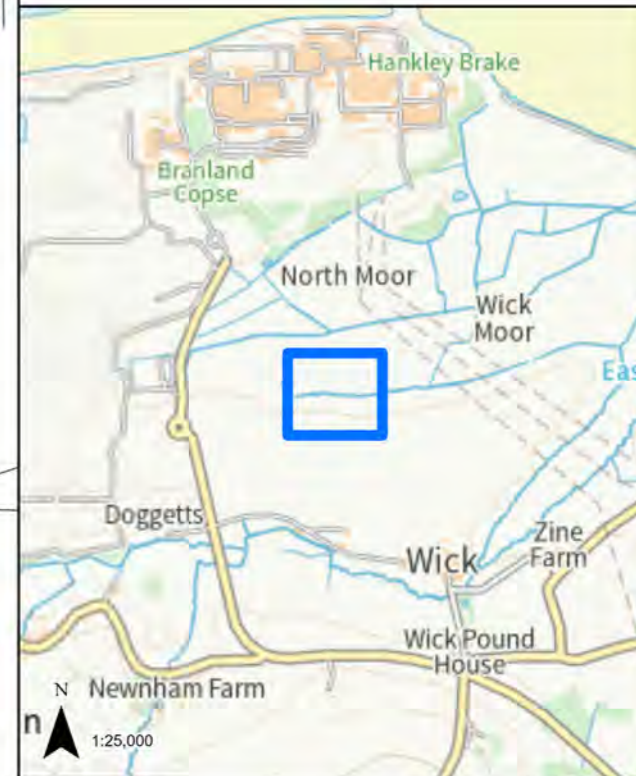 Hankley Brake
Branland
Copse
North Moor
Wick
Moor
Eas
Doggetts
Zine
Farm
Wick
Wick Pound
House
Newnham Farm
N
n
1:25,000